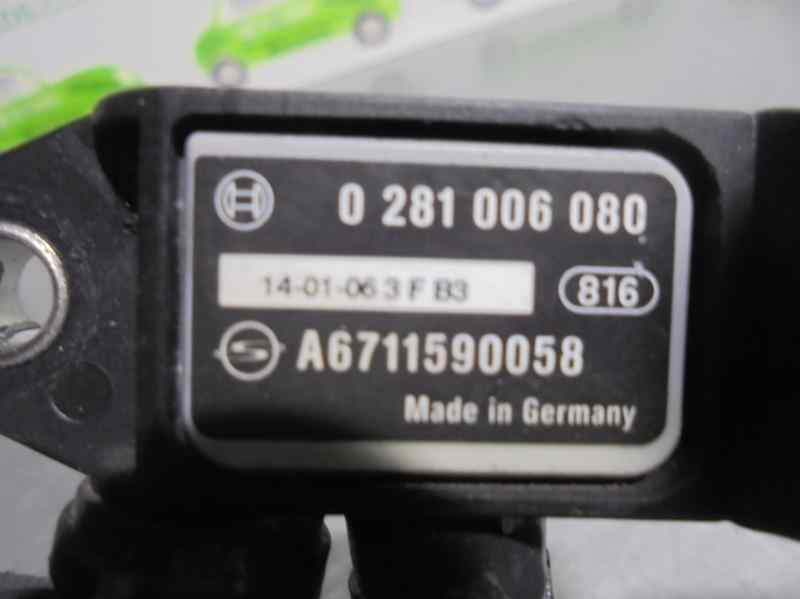 0 281 006 080
14-01-06 3 F B3
816
A6711590058
Made in Germany